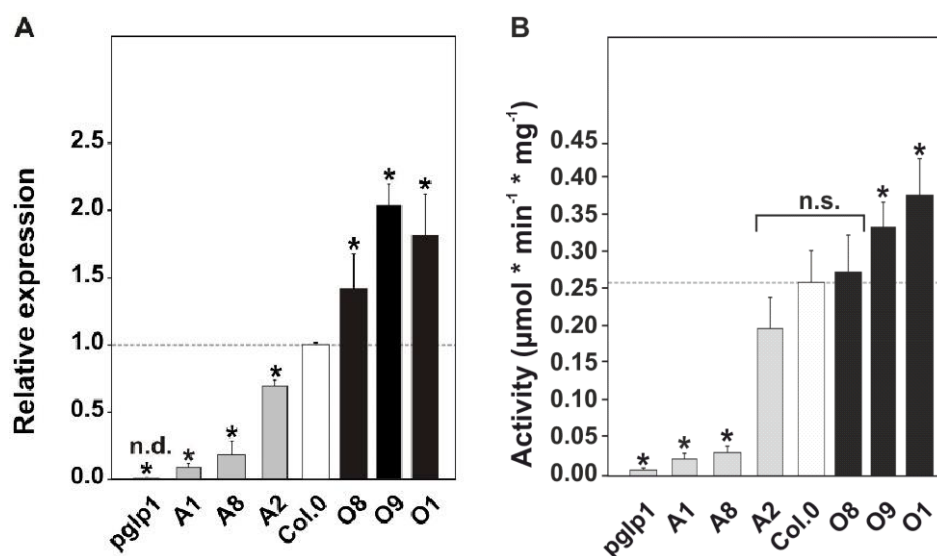 A
Relative expression
2.5
2.0
1.5
1.0
0.5
0.0
n.d.
*
*
*
*
*
*
*
pglp1
A1
A8
A2
Col.0
O8
O9
O1
B
Activity (µmol * min⁻¹ * mg⁻¹)
0.45
0.40
0.35
0.30
0.25
0.20
0.15
0.10
0.05
0.00
*
*
*
n.s.
*
*
pglp1
A1
A8
A2
Col.0
O8
O9
O1